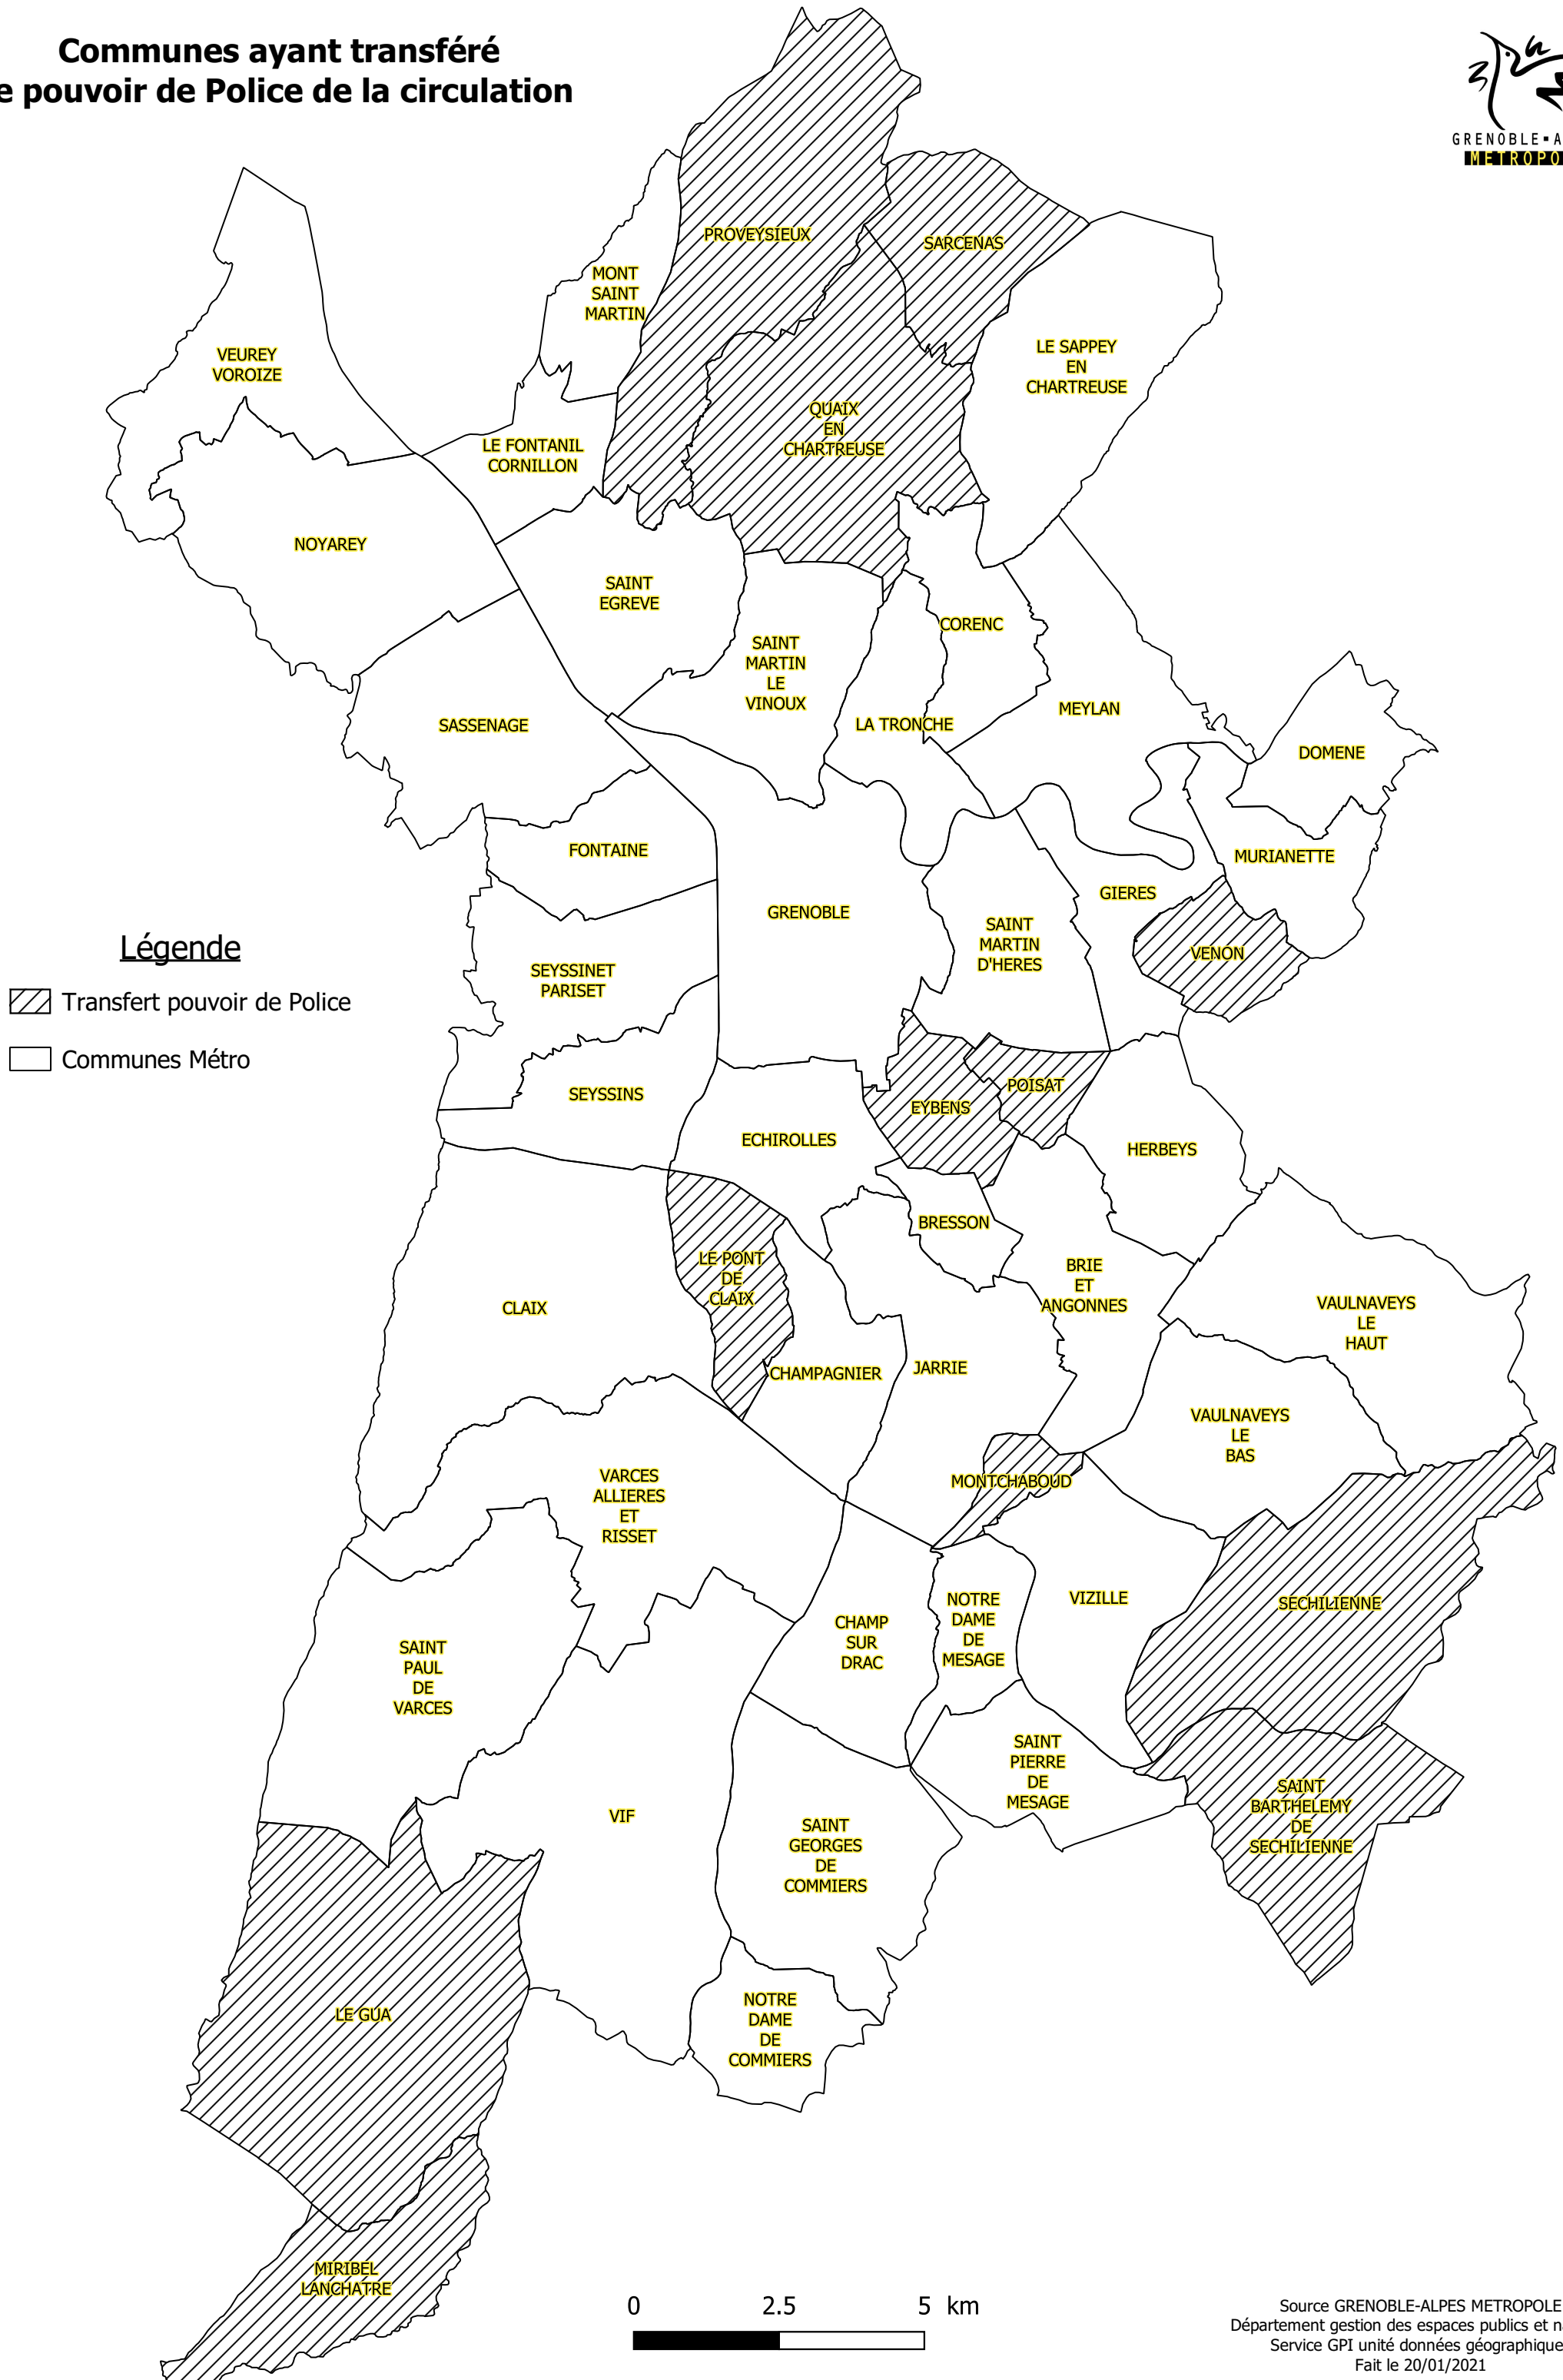 Communes ayant transféré
e pouvoir de Police de la circulation
GRENOBLE-A
METROPO
PROVEYSIEUX
SARCENAS
MONT
SAINT
MARTIN
VEUREY
VOROIZE
LE SAPPEY
EN
CHARTREUSE
QUAIX
EN
CHARTREUSE
LE FONTANIL
CORNILLON
NOYAREY
SAINT
EGREVE
CORENC
SAINT
MARTIN
LE
VINOUX
SASSENAGE
LA TRONCHE
MEYLAN
DOMENE
FONTAINE
MURIANETTE
GIERES
GRENOBLE
SAINT
MARTIN
D'HERES
VENON
Légende
Transfert pouvoir de Police
Communes Métro
SEYSSINET
PARISET
SEYSSINS
EYBENS
POISAT
ECHIROLLES
HERBEYS
BRESSON
LE PONT
DE
CLAIX
CLAIX
BRIE
ET
ANGONNES
VAULNAVEYS
LE
HAUT
CHAMPAGNIER
JARRIE
VAULNAVEYS
LE
BAS
MONTCHABOUD
VARCES
ALLIERES
ET
RISSET
NOTRE
DAME
DE
MESAGE
VIZILLE
SECHILIENNE
CHAMP
SUR
DRAC
SAINT
PAUL
DE
VARCES
SAINT
PIERRE
DE
MESAGE
SAINT
BARTHELEMY
DE
SECHILIENNE
VIF
SAINT
GEORGES
DE
COMMIERS
LE GUA
NOTRE
DAME
DE
COMMIERS
MIRIBEL
LANCHATRE
0 2.5 5 km
Source GRENOBLE-ALPES METROPOLE
Département gestion des espaces publics et n
Service GPI unité données géographique
Fait le 20/01/2021